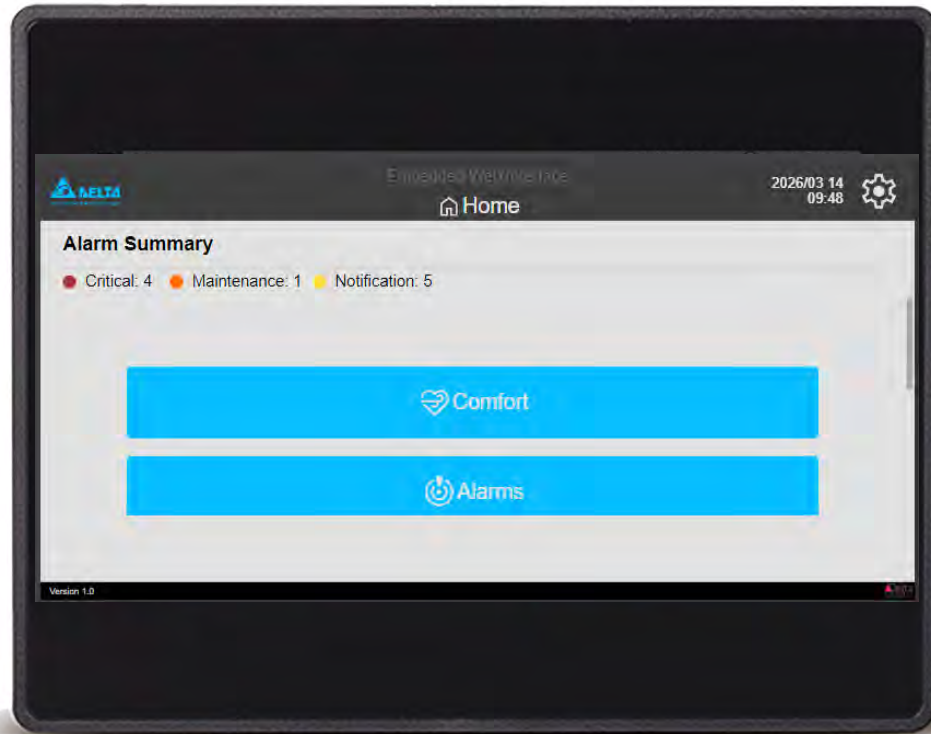 DELTA
Embedded Web Interface
Home
2026/03 14
09:48
Alarm Summary
Critical: 4 Maintenance: 1 Notification: 5
Comfort
Alarms
Version 1.0